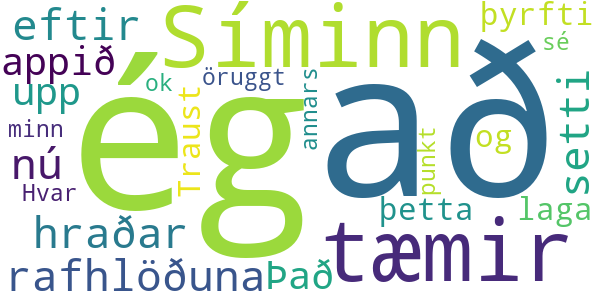 eftir
Síminn
þyrfti
sé
appið
upp
ok
öruggt
annars
ég
að
Traust
minn
nú
Hvar
punkt
og
setti
hraðar
þetta
laga
rafhlöðuna
Það
tæmir